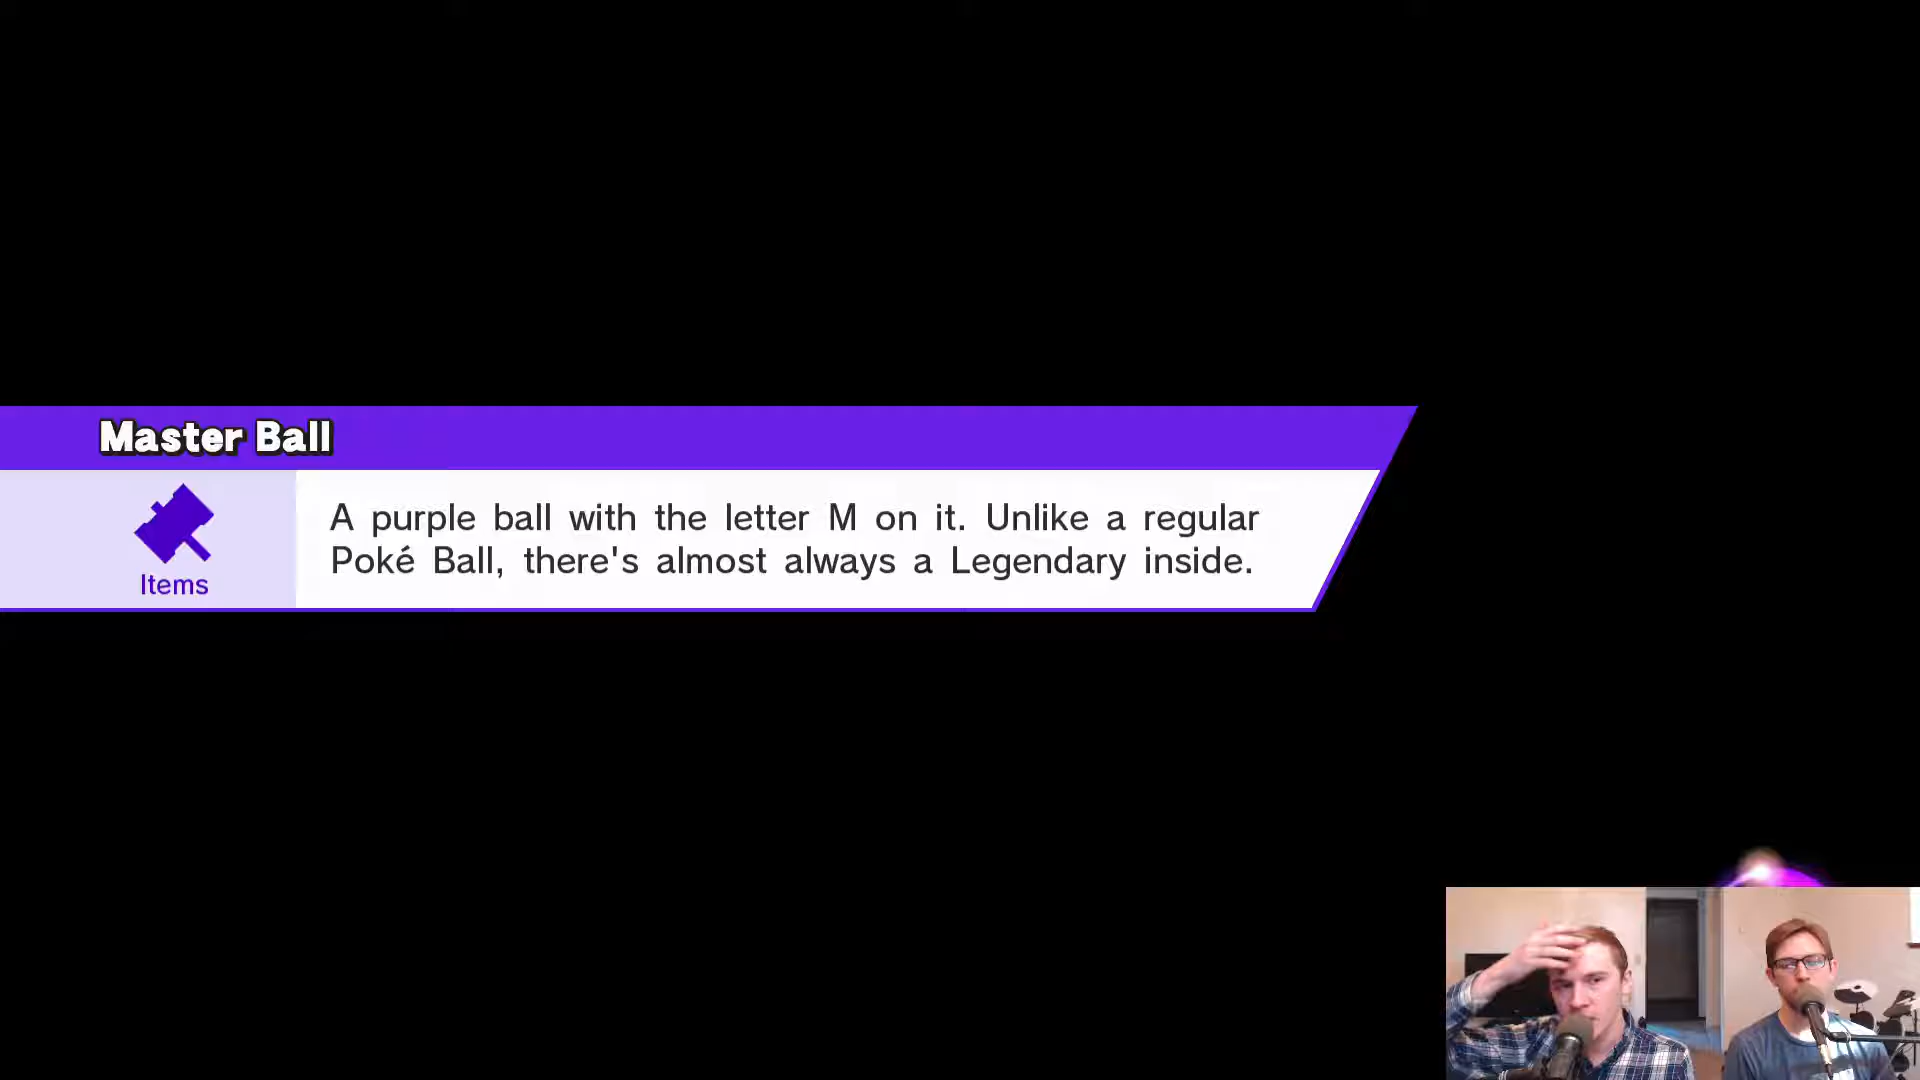 Master Ball
A purple ball with the letter M on it. Unlike a regular
Poké Ball, there's almost always a Legendary inside.
Items